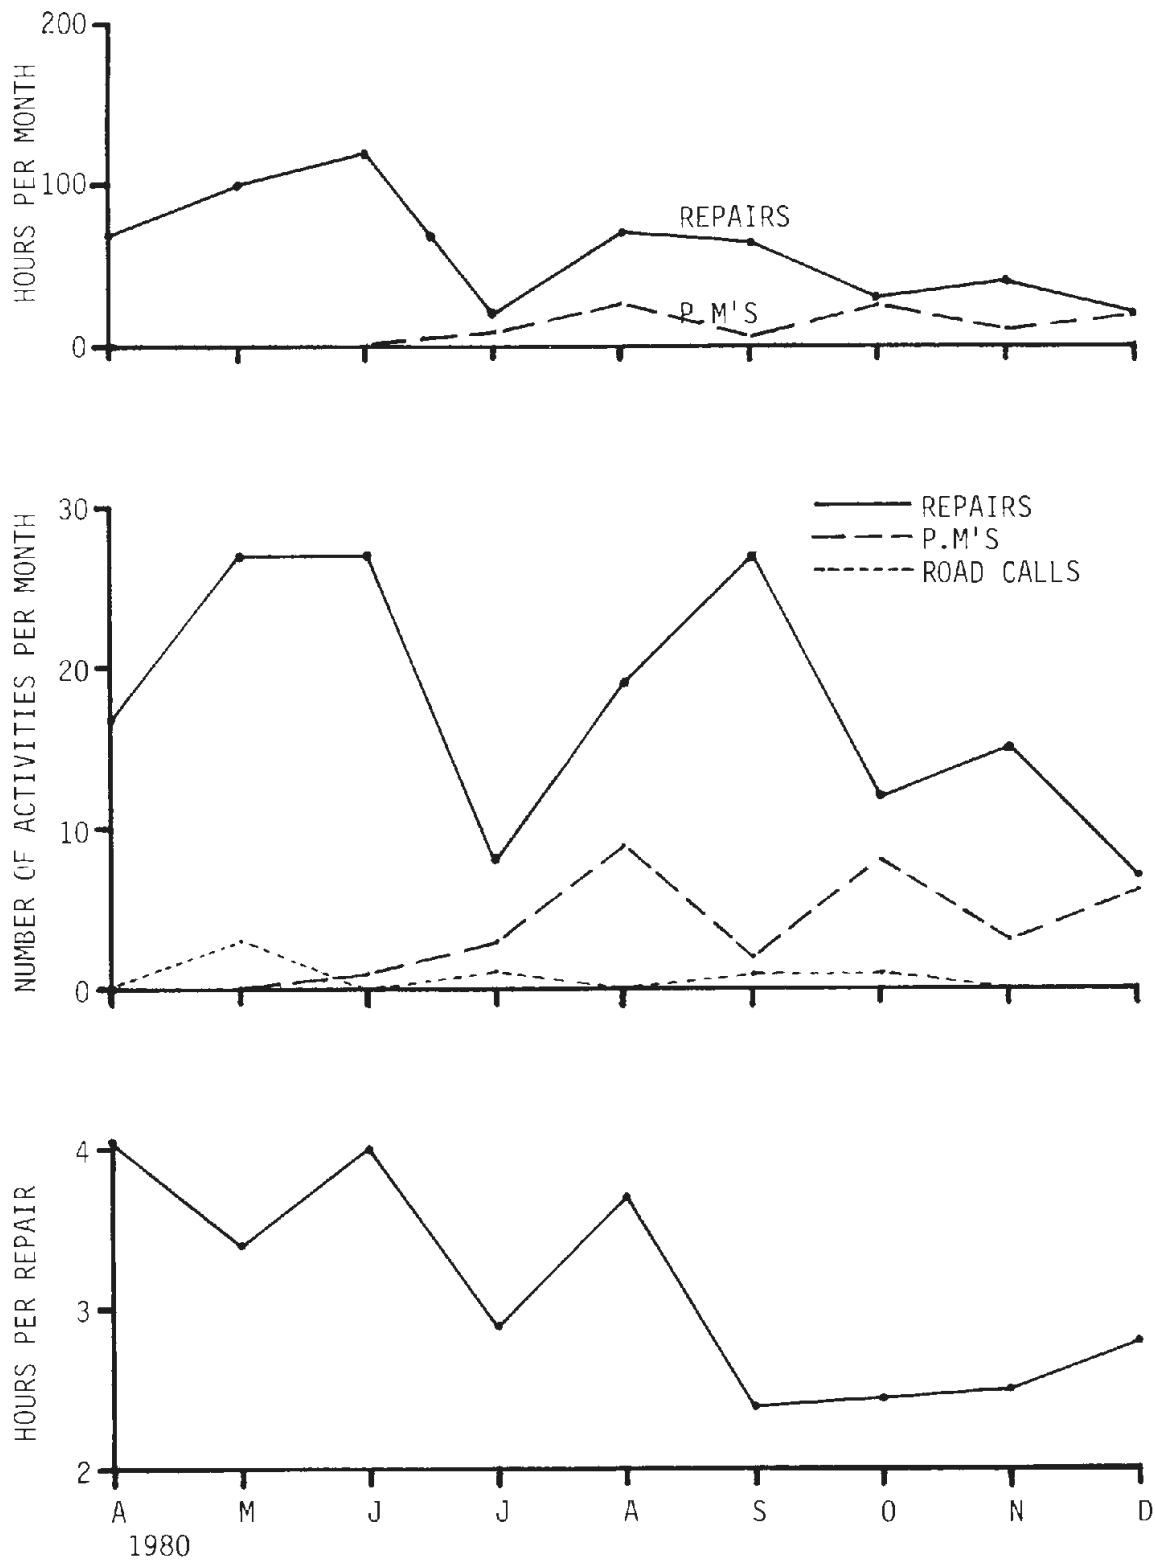 HOURS PER MONTH
200
100
0
REPAIRS
P.M'S
NUMBER OF ACTIVITIES PER MONTH
30
20
10
0
REPAIRS
P.M'S
ROAD CALLS
HOURS PER REPAIR
4
3
2
A M J J A S O N D
1980